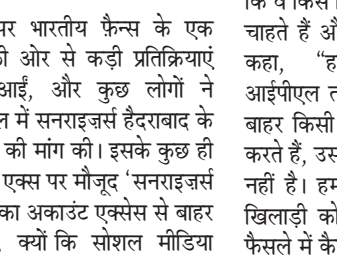 पर भारतीय फ़ैन्स के एक
की ओर से कड़ी प्रतिक्रियाएं
आईं, और कुछ लोगों ने
में सनराइज़र्स हैदराबाद के
की मांग की। इसके कुछ ही
एक्स पर मौजूद ‘सनराइज़र्स
का अकाउंट एक्सेस से बाहर
क्यों कि सोशल मीडिया
चाहते हैं
कहा, “ह
आईपीएल
बाहर किसी
करते हैं, उस
नहीं है। हम
खिलाड़ी को
फैसले में कै